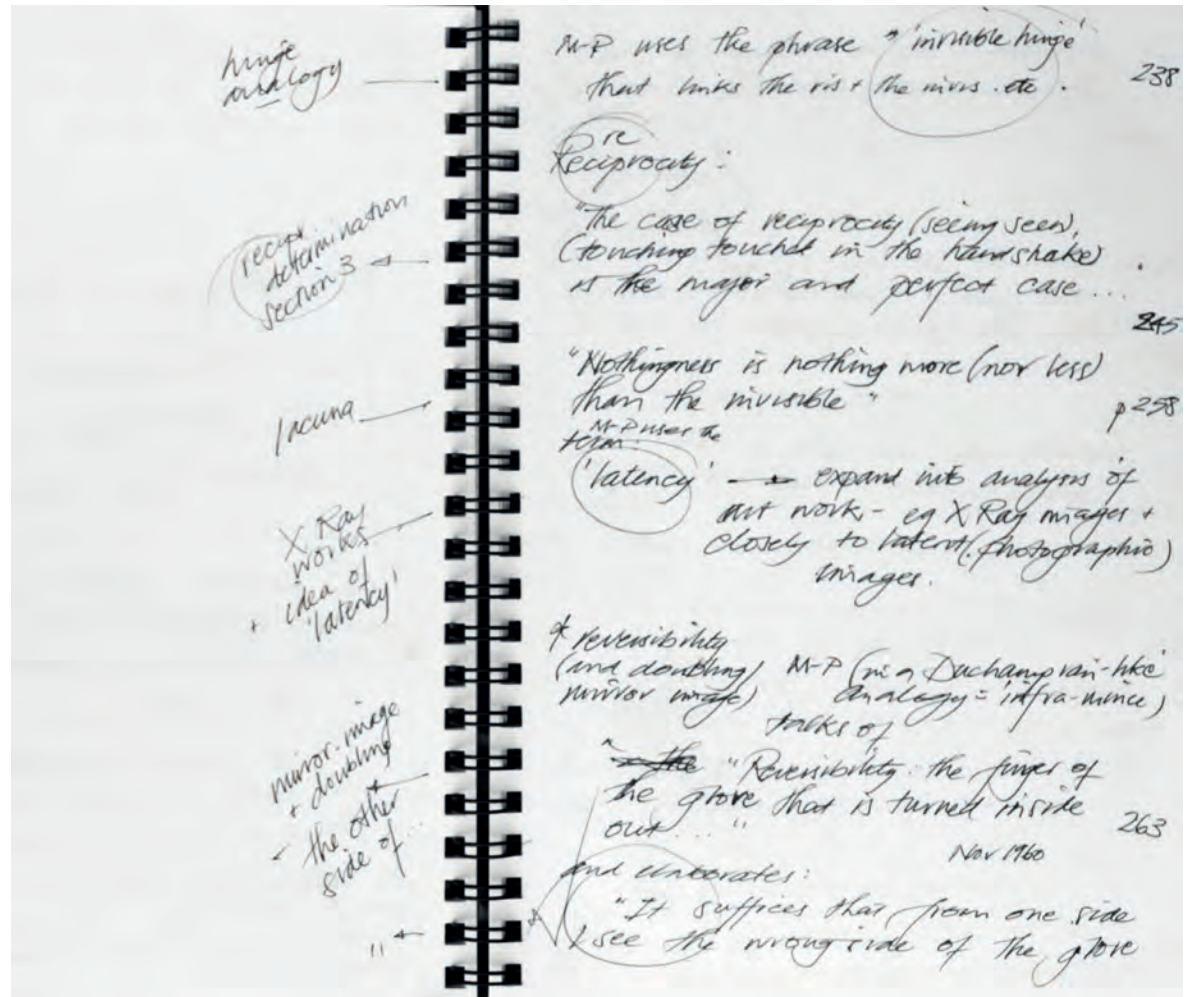 hinge
analogy
recipr
determination
section 3
lacuna
X Ray
works
+ idea of
'latency'
mirror-image
+ doubling
the other
side of...
"
M-P uses the phrase "'invisible hinge'
that links the vis + the invis. etc.
238
re
Reciprocity:
"The case of reciprocity (seeing seen),
(touching touched in the handshake)
is the major and perfect case ...
245
"Nothingness is nothing more (nor less)
than the invisible"
p 258
M-P uses the
term:
'latency' → expand into analysis of
art work - eg X Ray images +
closely to latent (photographic)
images.
* reversibility
(and doubling/
mirror image)
M-P (in a Duchampian-like
analogy = 'infra-mince)
talks of
"Reversibility: the finger of
the glove that is turned inside
out ..."
263
Nov 1960
and elaborates:
"It suffices that from one side
I see the wrong side of the glove